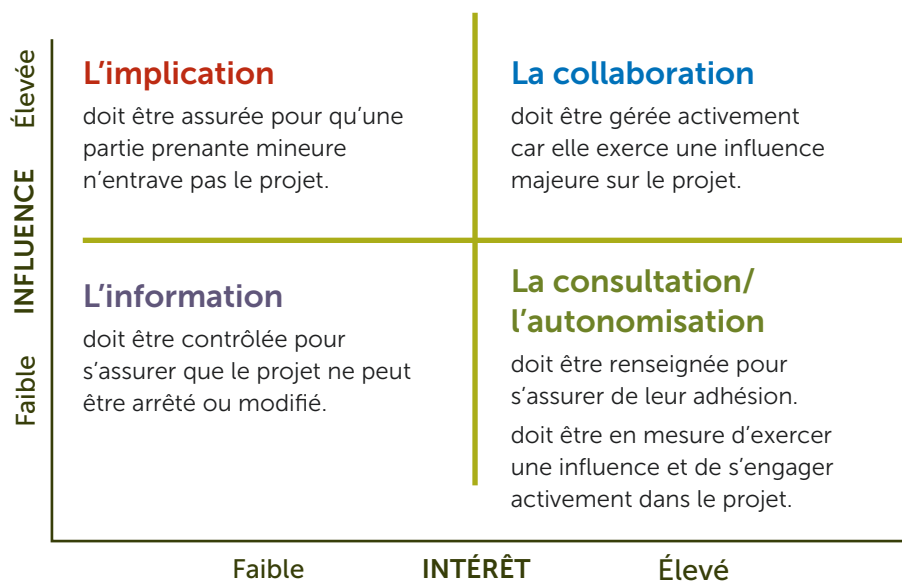 L’implication
doit être assurée pour qu’une
partie prenante mineure
n’entrave pas le projet.
La collaboration
doit être gérée activement
car elle exerce une influence
majeure sur le projet.
L’information
doit être contrôlée pour
s’assurer que le projet ne peut
être arrêté ou modifié.
La consultation/
l’autonomisation
doit être renseignée pour
s’assurer de leur adhésion.
doit être en mesure d’exercer
une influence et de s’engager
activement dans le projet.
Faible INFLUENCE Élevée
Faible INTÉRÊT Élevé